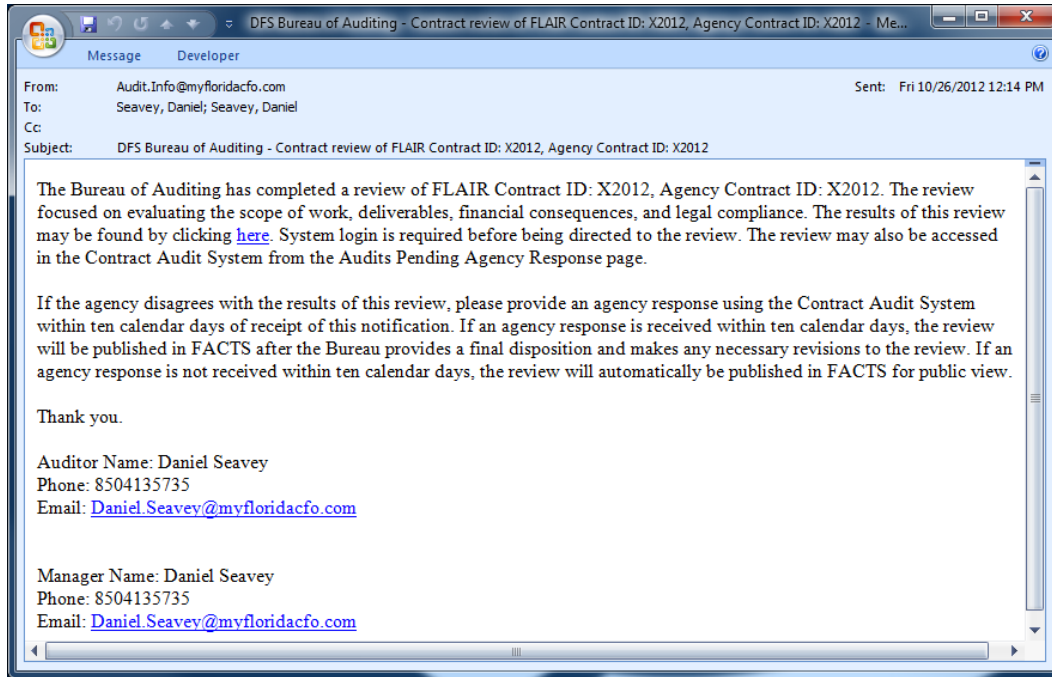 DFS Bureau of Auditing - Contract review of FLAIR Contract ID: X2012, Agency Contract ID: X2012 - Me...
Message Developer
From: Audit.Info@myfloridacfo.com Sent: Fri 10/26/2012 12:14 PM
To: Seavey, Daniel; Seavey, Daniel
Cc:
Subject: DFS Bureau of Auditing - Contract review of FLAIR Contract ID: X2012, Agency Contract ID: X2012
The Bureau of Auditing has completed a review of FLAIR Contract ID: X2012, Agency Contract ID: X2012. The review
focused on evaluating the scope of work, deliverables, financial consequences, and legal compliance. The results of this review
may be found by clicking here. System login is required before being directed to the review. The review may also be accessed
in the Contract Audit System from the Audits Pending Agency Response page.
If the agency disagrees with the results of this review, please provide an agency response using the Contract Audit System
within ten calendar days of receipt of this notification. If an agency response is received within ten calendar days, the review
will be published in FACTS after the Bureau provides a final disposition and makes any necessary revisions to the review. If an
agency response is not received within ten calendar days, the review will automatically be published in FACTS for public view.
Thank you.
Auditor Name: Daniel Seavey
Phone: 8504135735
Email: Daniel.Seavey@myfloridacfo.com
Manager Name: Daniel Seavey
Phone: 8504135735
Email: Daniel.Seavey@myfloridacfo.com